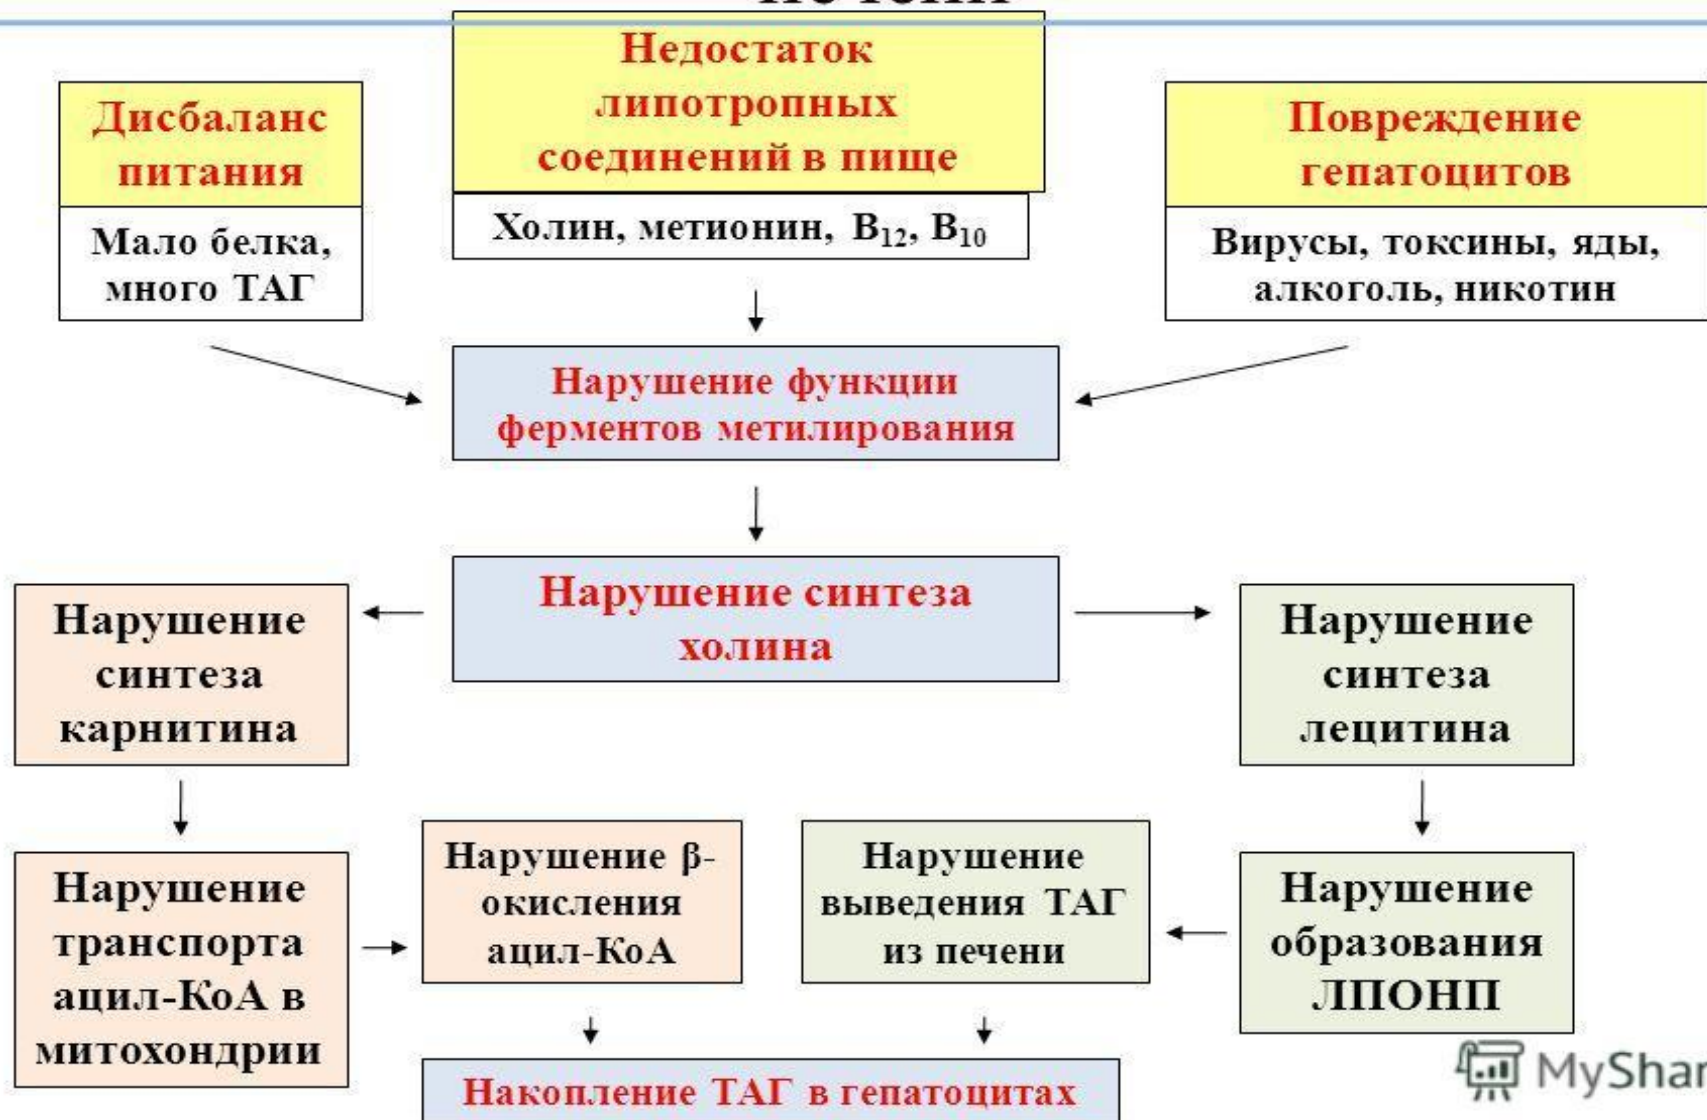 Недостаток
липотропных
соединений в пище
Холин, метионин, B₁₂, B₁₀
Дисбаланс
питания
Мало белка,
много ТАГ
Повреждение
гепатоцитов
Вирусы, токсины, яды,
алкоголь, никотин
Нарушение функции
ферментов метилирования
Нарушение синтеза
холина
Нарушение
синтеза
карнитина
Нарушение
синтеза
лецитина
Нарушение
транспорта
ацил-КоА в
митохондрии
Нарушение β-
окисления
ацил-КоА
Нарушение
выведения ТАГ
из печени
Нарушение
образования
ЛПОНП
Накопление ТАГ в гепатоцитах
MyShar